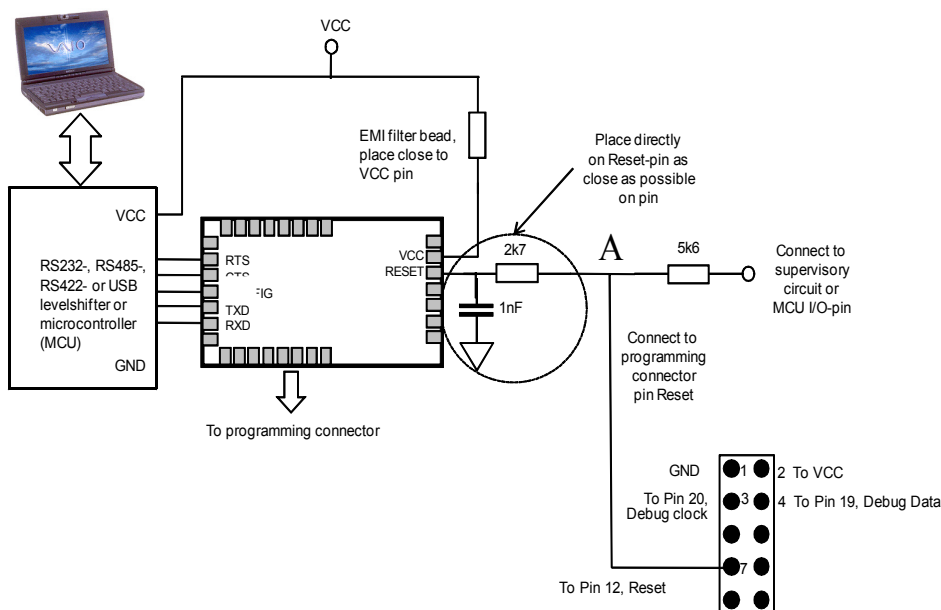 VCC
VAIO
EMI filter bead,
place close to
VCC pin
Place directly
on Reset-pin as
close as possible
on pin
VCC
RS232-, RS485-,
RS422- or USB
levelshifter or
microcontroller
(MCU)
GND
RTS
TXD
RXD
VCC
RESET
2k7
1nF
A
5k6
Connect to
supervisory
circuit or
MCU I/O-pin
Connect to
programming
connector
pin Reset
To programming connector
GND
1
2 To VCC
To Pin 20,
Debug clock
3
4 To Pin 19, Debug Data
7
To Pin 12, Reset